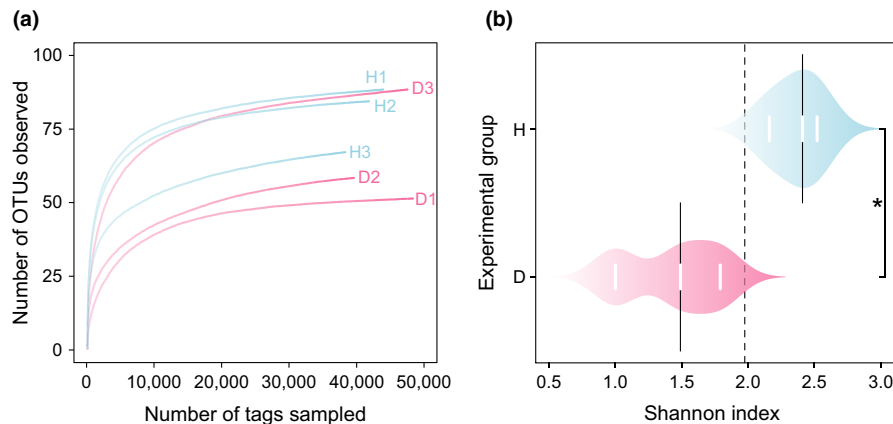 (a)
100
75
50
25
0
Number of OTUs observed
H1
D3
H2
H3
D2
D1
0 10,000 20,000 30,000 40,000 50,000
Number of tags sampled
(b)
Experimental group
H
D
*
0.5 1.0 1.5 2.0 2.5 3.0
Shannon index